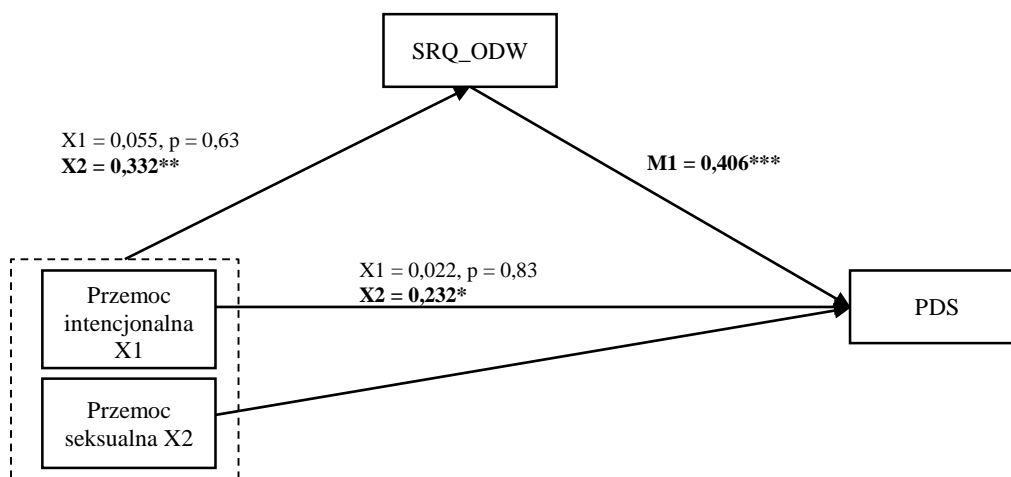 SRQ_ODW
X1 = 0,055, p = 0,63
X2 = 0,332**
M1 = 0,406***
X1 = 0,022, p = 0,83
X2 = 0,232*
Przemoc
intencjonalna
X1
PDS
Przemoc
seksualna X2